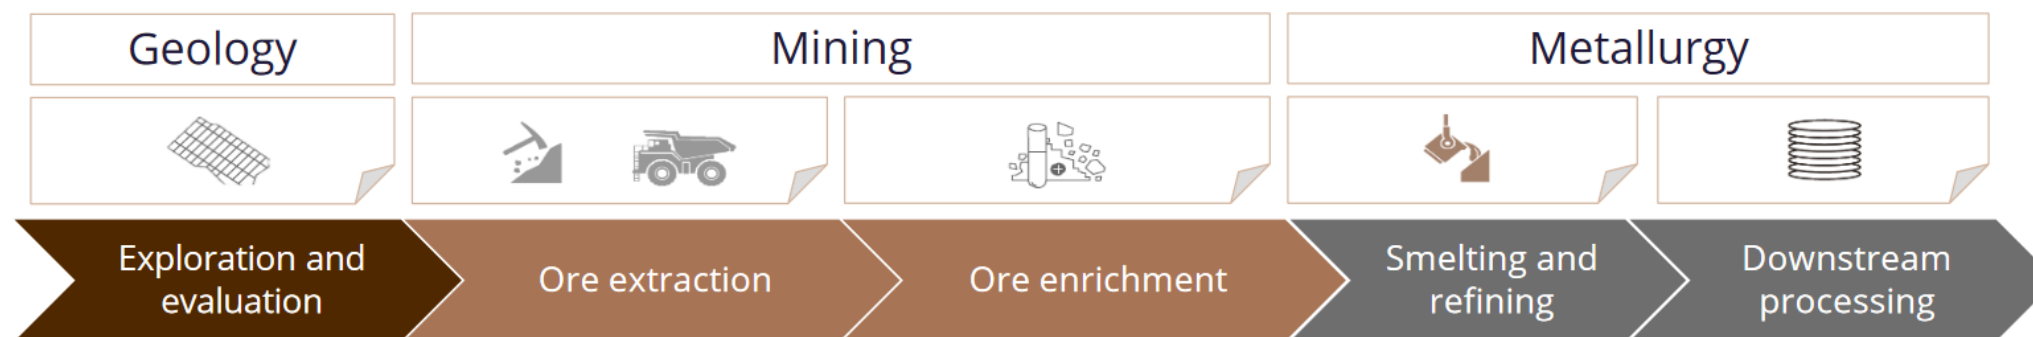 Geology
Mining
Metallurgy
Exploration and
evaluation
Ore extraction
Ore enrichment
Smelting and
refining
Downstream
processing